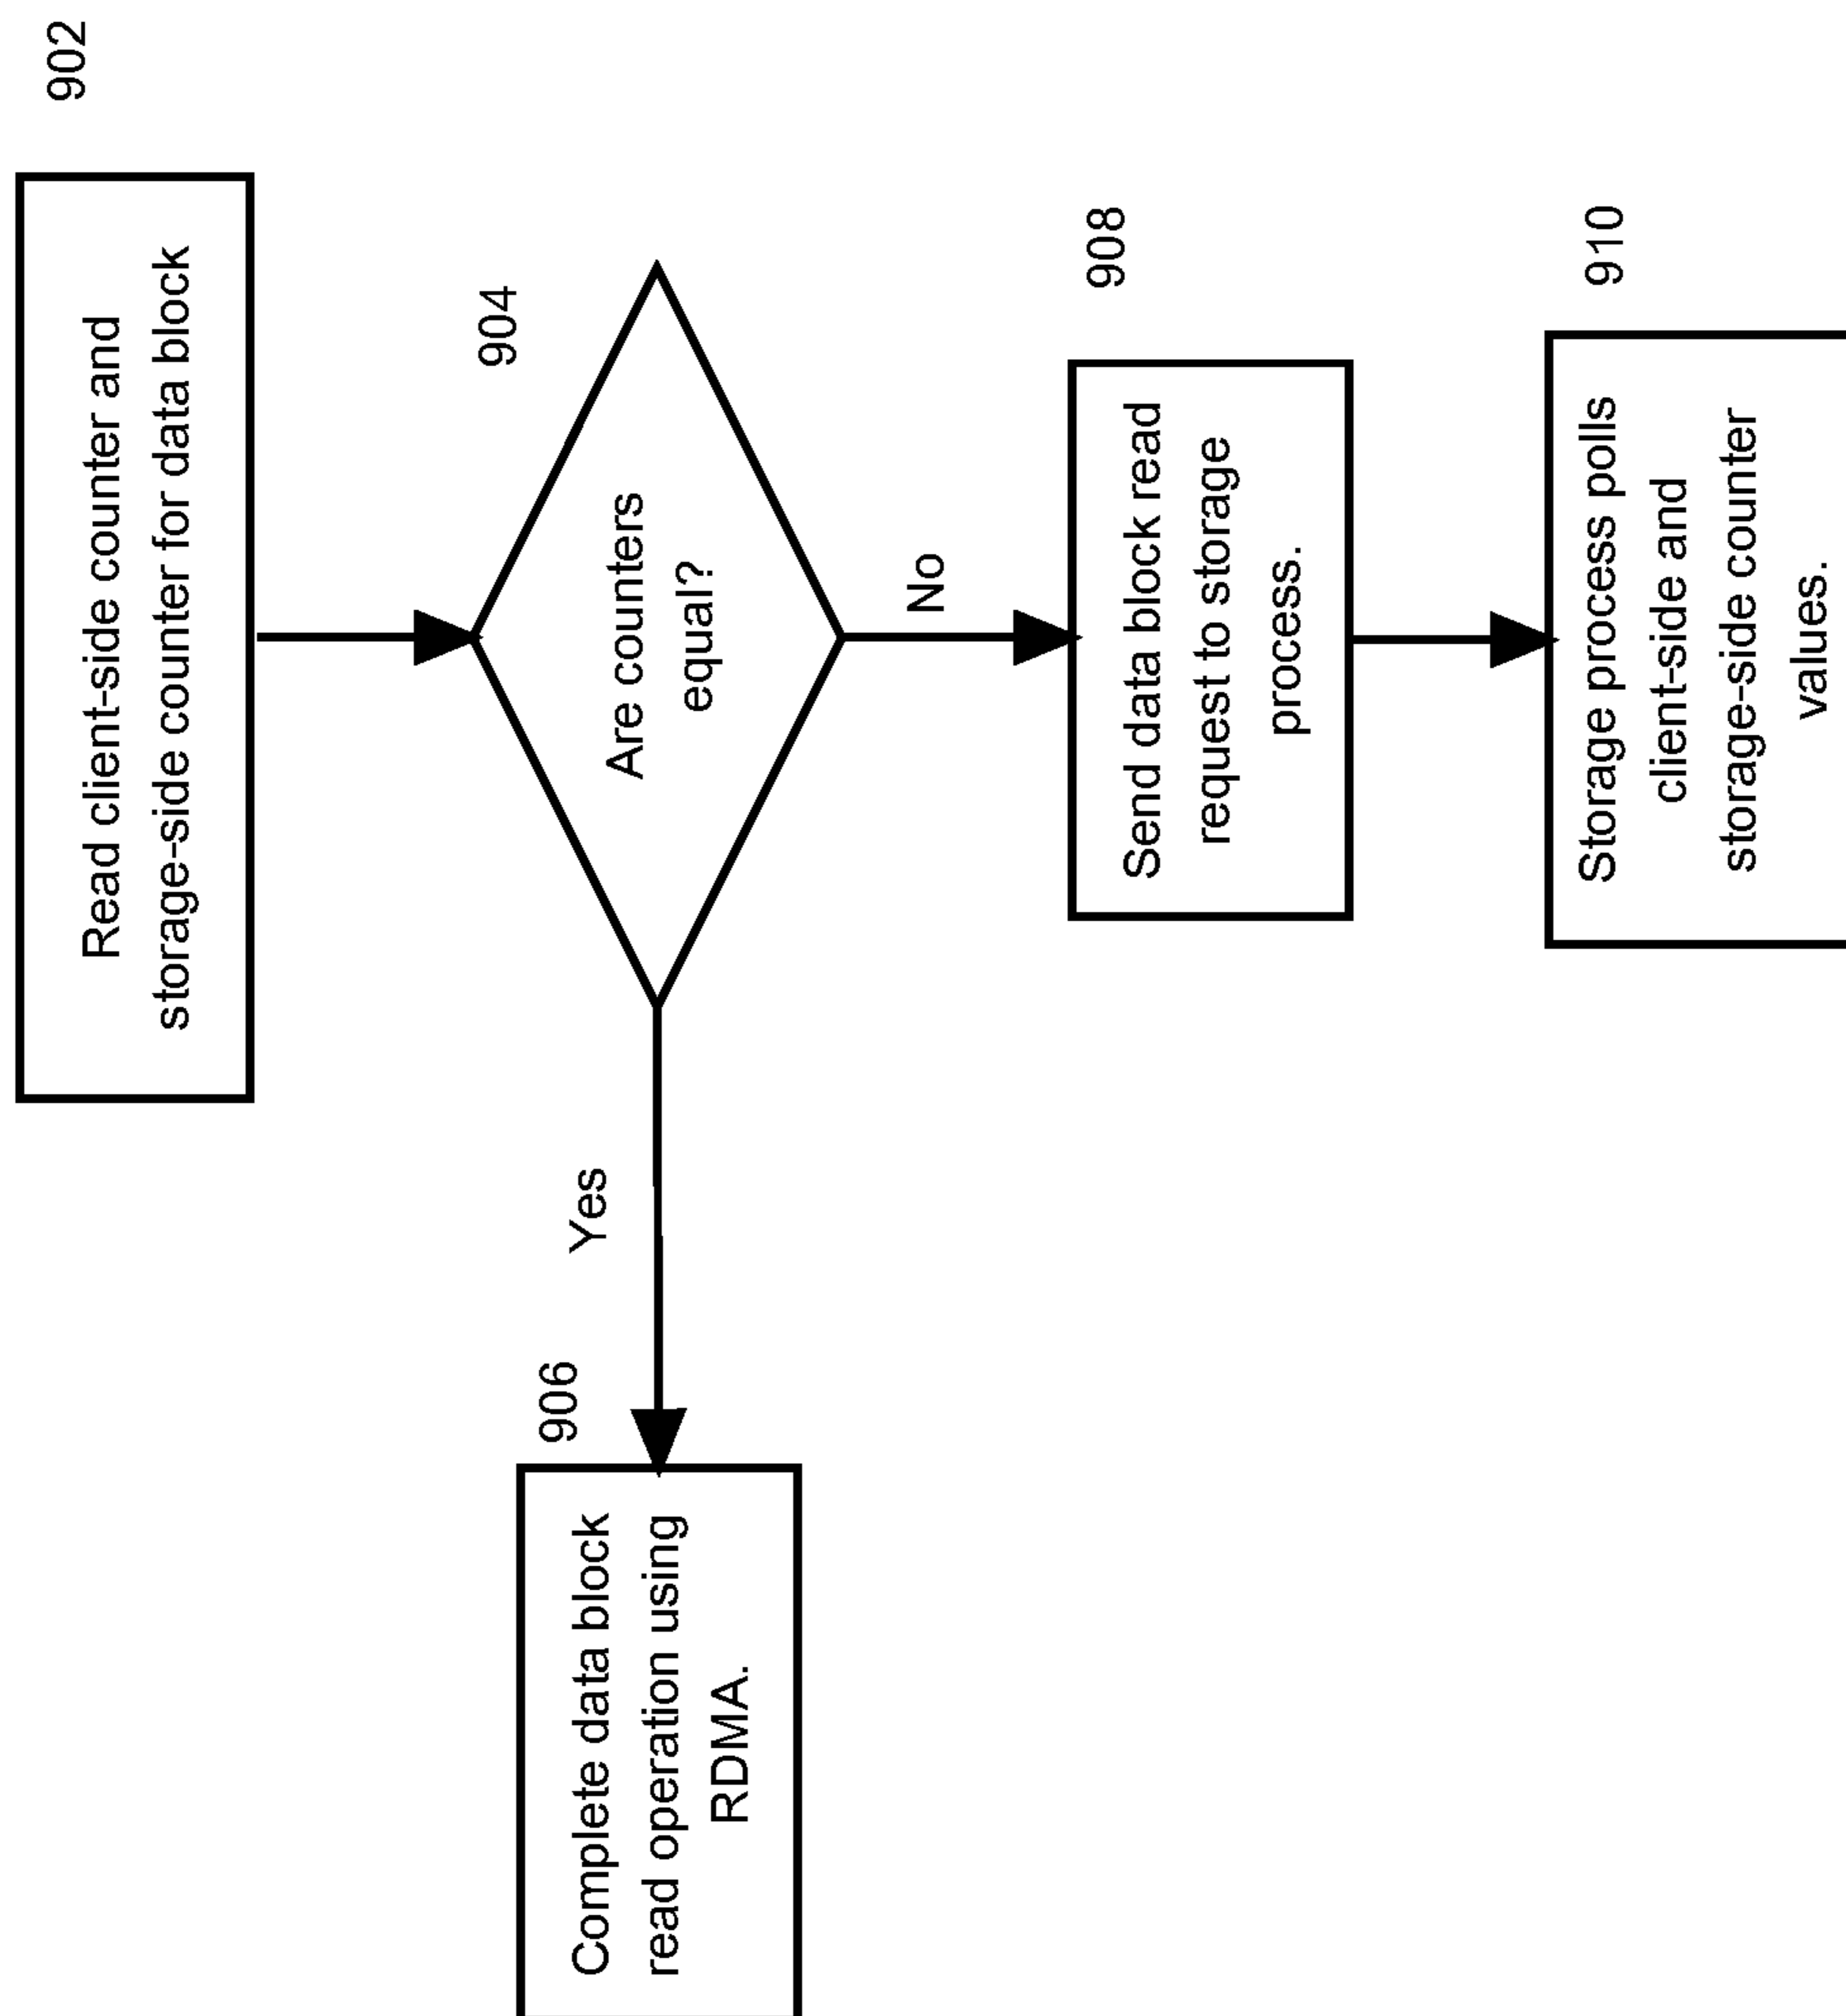 902
Read client-side counter and
storage-side counter for data block
904
Are counters
equal?
Yes
906
Complete data block
read operation using
RDMA.
No
908
Send data block read
request to storage
process.
910
Storage process polls
client-side and
storage-side counter
values.